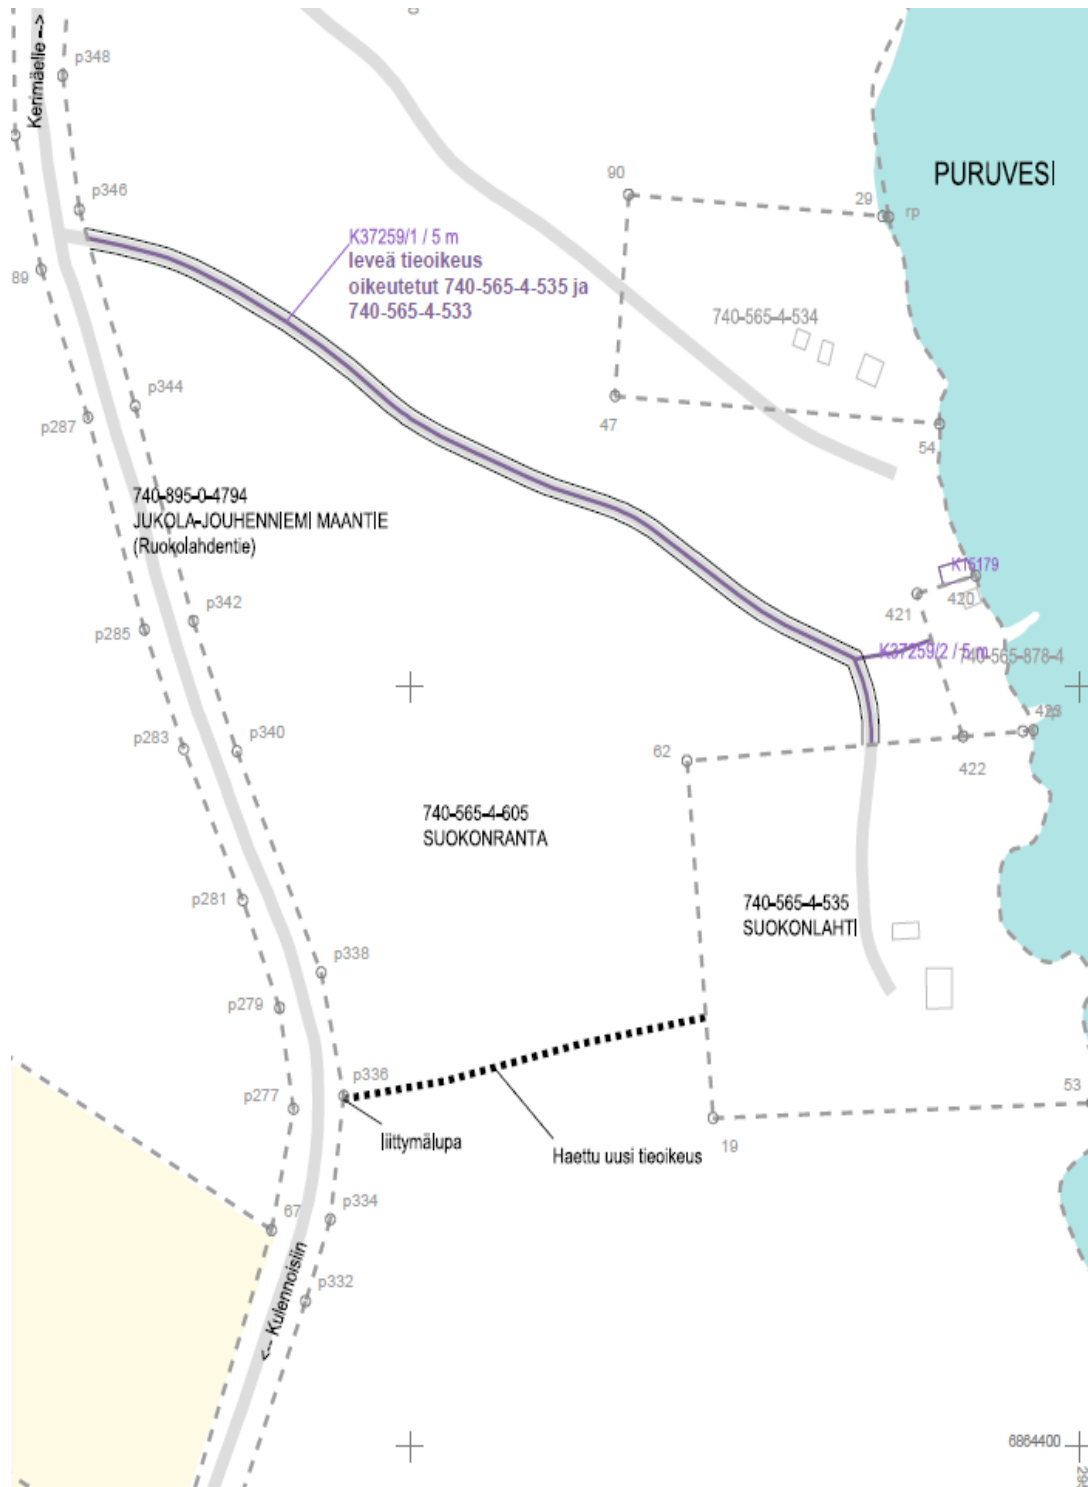 Kerimäelle -->
p348
PURUVESI
90
29
rp
p346
K37259/1 / 5 m
leveä tieoikeus
oikeutetut 740-565-4-535 ja
740-565-4-533
89
740-565-4-534
p344
p287
47
54
740-895-0-4794
JUKOLA-JOUHENNIEMI MAANTIE
(Ruokolahdentie)
K15179
420
421
p342
p285
K37259/2 / 5 m
740-565-878-4
423
p283
p340
62
422
740-565-4-605
SUOKONRANTA
p281
740-565-4-535
SUOKONLAHTI
p338
p279
p336
p277
53
liittymälupa
19
Haettu uusi tieoikeus
67
p334
<-- Kulennoisiin
p332
6864400